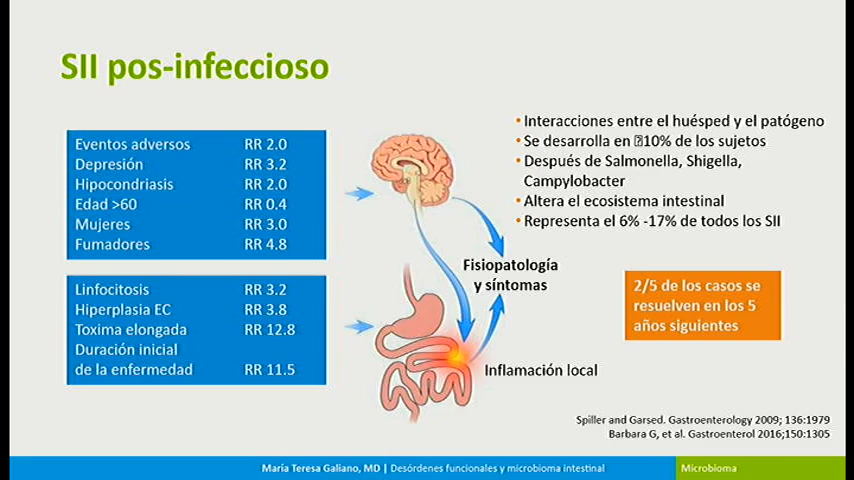 SII pos-infeccioso
Eventos adversos RR 2.0
Depresión RR 3.2
Hipocondriasis RR 2.0
Edad >60 RR 0.4
Mujeres RR 3.0
Fumadores RR 4.8
Linfocitosis RR 3.2
Hiperplasia EC RR 3.8
Toxima elongada RR 12.8
Duración inicial
de la enfermedad RR 11.5
Fisiopatología
y síntomas
Inflamación local
• Interacciones entre el huésped y el patógeno
• Se desarrolla en 10% de los sujetos
• Después de Salmonella, Shigella,
Campylobacter
• Altera el ecosistema intestinal
• Representa el 6% -17% de todos los SII
2/5 de los casos se
resuelven en los 5
años siguientes
Spiller and Garsed. Gastroenterology 2009; 136:1979
Barbara G, et al. Gastroenterol 2016;150:1305
María Teresa Galiano, MD | Desórdenes funcionales y microbioma intestinal
Microbioma